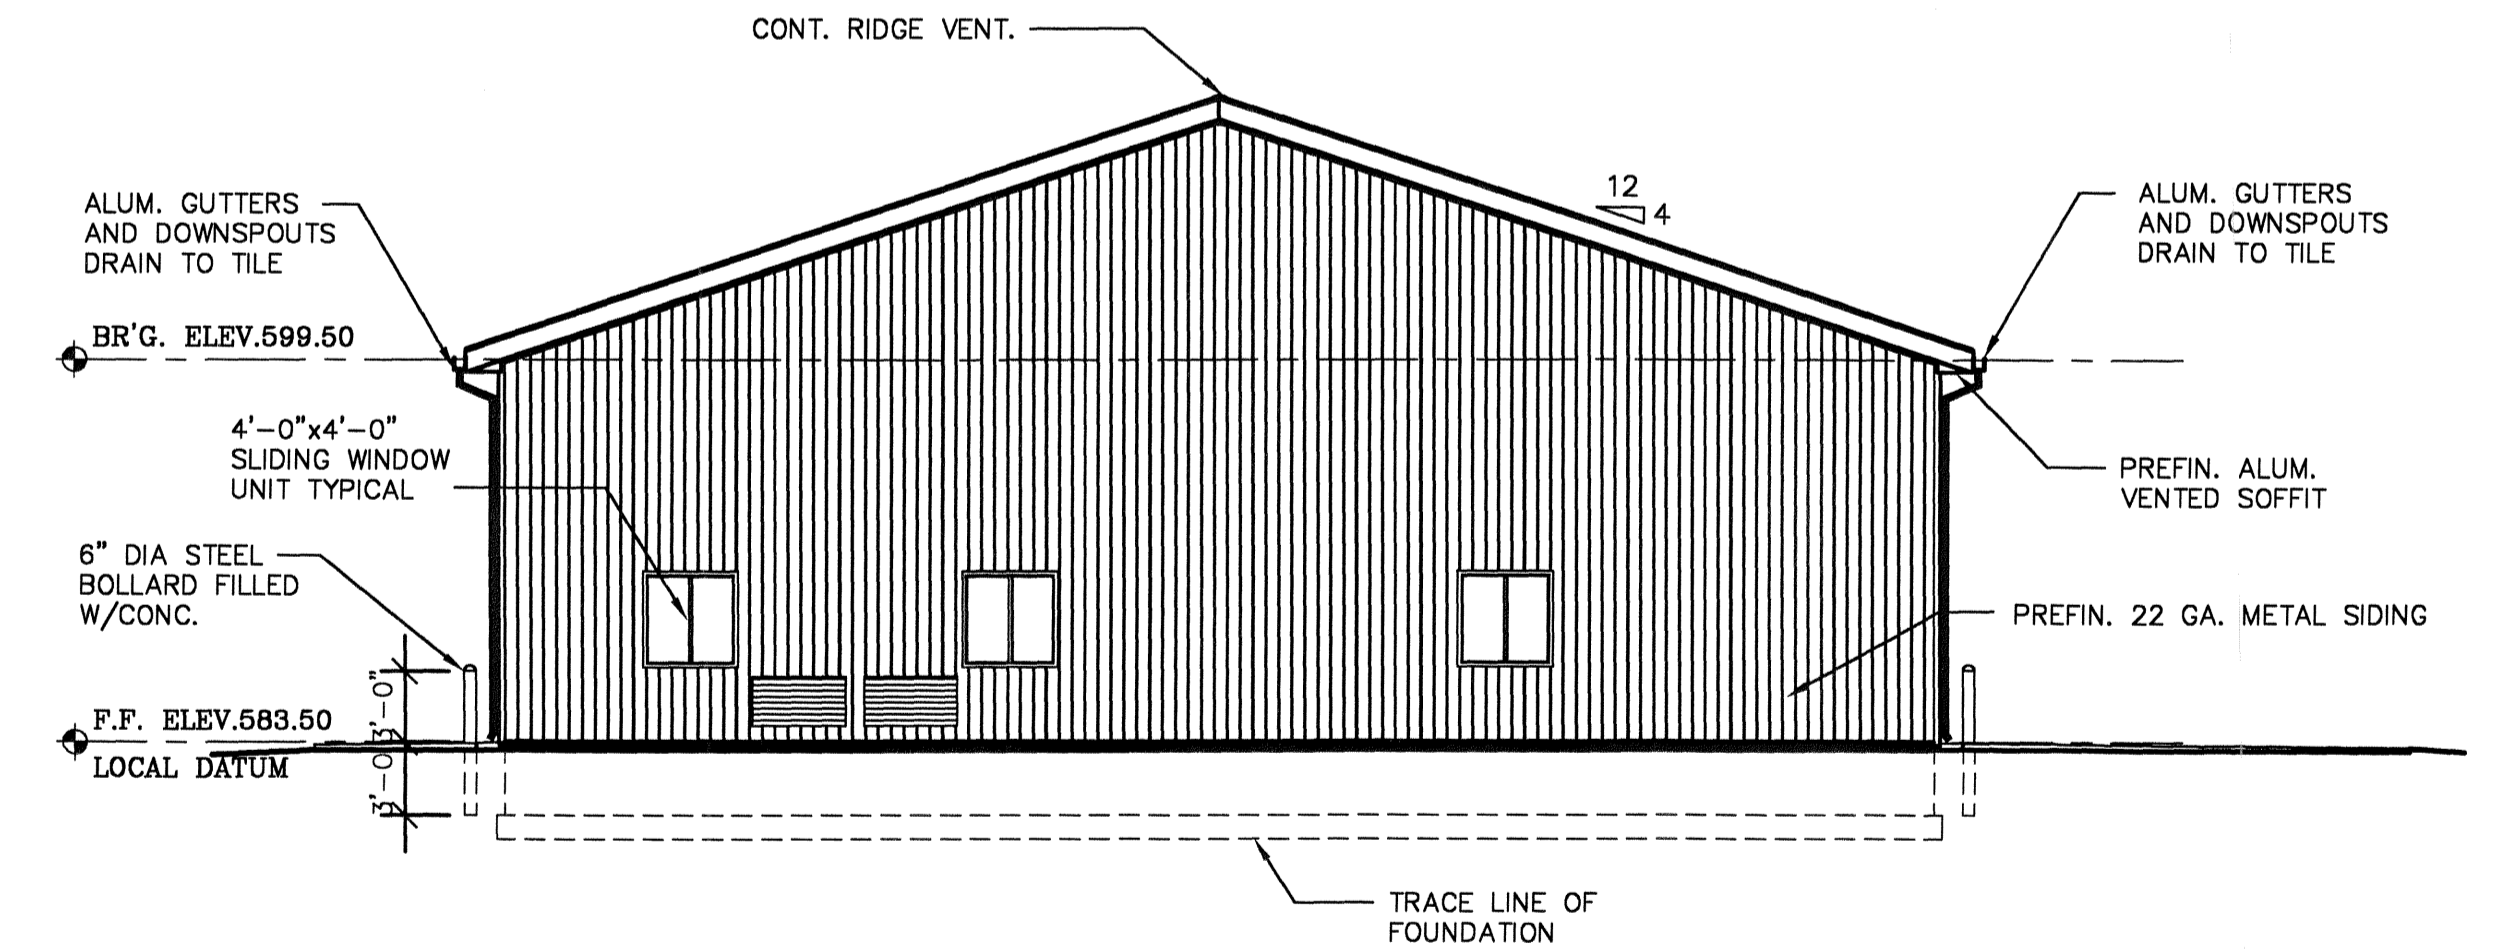 CONT. RIDGE VENT.
12
4
ALUM. GUTTERS
AND DOWNSPOUTS
DRAIN TO TILE
ALUM. GUTTERS
AND DOWNSPOUTS
DRAIN TO TILE
BR'G. ELEV.599.50
4'-0"x4'-0"
SLIDING WINDOW
UNIT TYPICAL
PREFIN. ALUM.
VENTED SOFFIT
6" DIA STEEL
BOLLARD FILLED
W/CONC.
PREFIN. 22 GA. METAL SIDING
3'-0"
F.F. ELEV.583.50
LOCAL DATUM
3'-0"
TRACE LINE OF
FOUNDATION